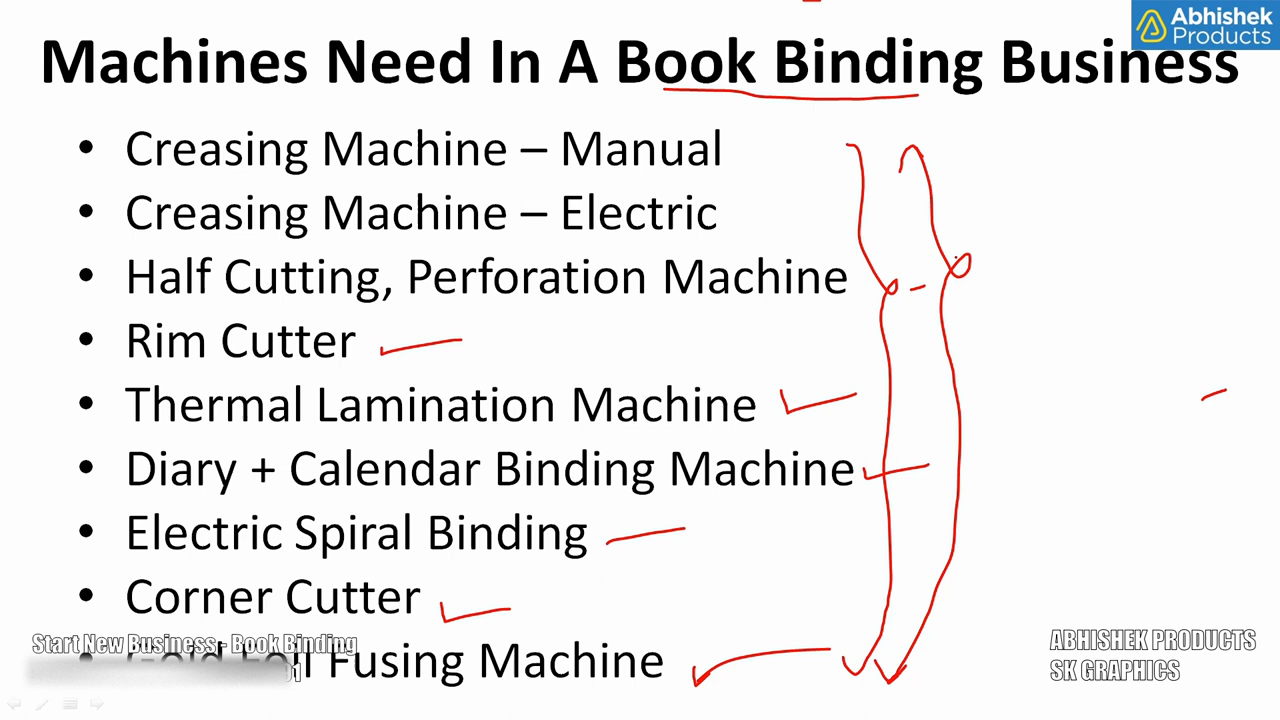 Abhishek
Products
Machines Need In A Book Binding Business
• Creasing Machine – Manual
• Creasing Machine – Electric
• Half Cutting, Perforation Machine
• Rim Cutter
• Thermal Lamination Machine
• Diary + Calendar Binding Machine
• Electric Spiral Binding
• Corner Cutter
Start New Business - Book Binding
• Gold Foil Fusing Machine
ABHISHEK PRODUCTS
SK GRAPHICS